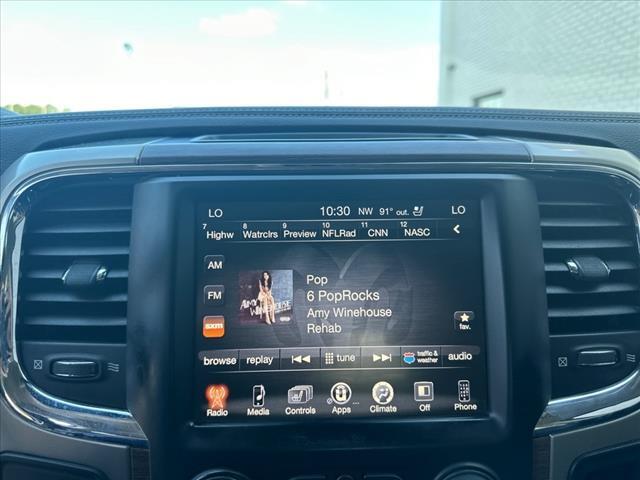 LO 10:30 NW 91° out. LO
7 Highw 8 Watrclrs 9 Preview 10 NFLRad 11 CNN 12 NASC
AM
FM
sxm
AMY WINEHOUSE
Pop
6 PopRocks
Amy Winehouse
Rehab
fav.
browse replay tune traffic & weather audio
Radio Media Controls Apps Climate Off Phone